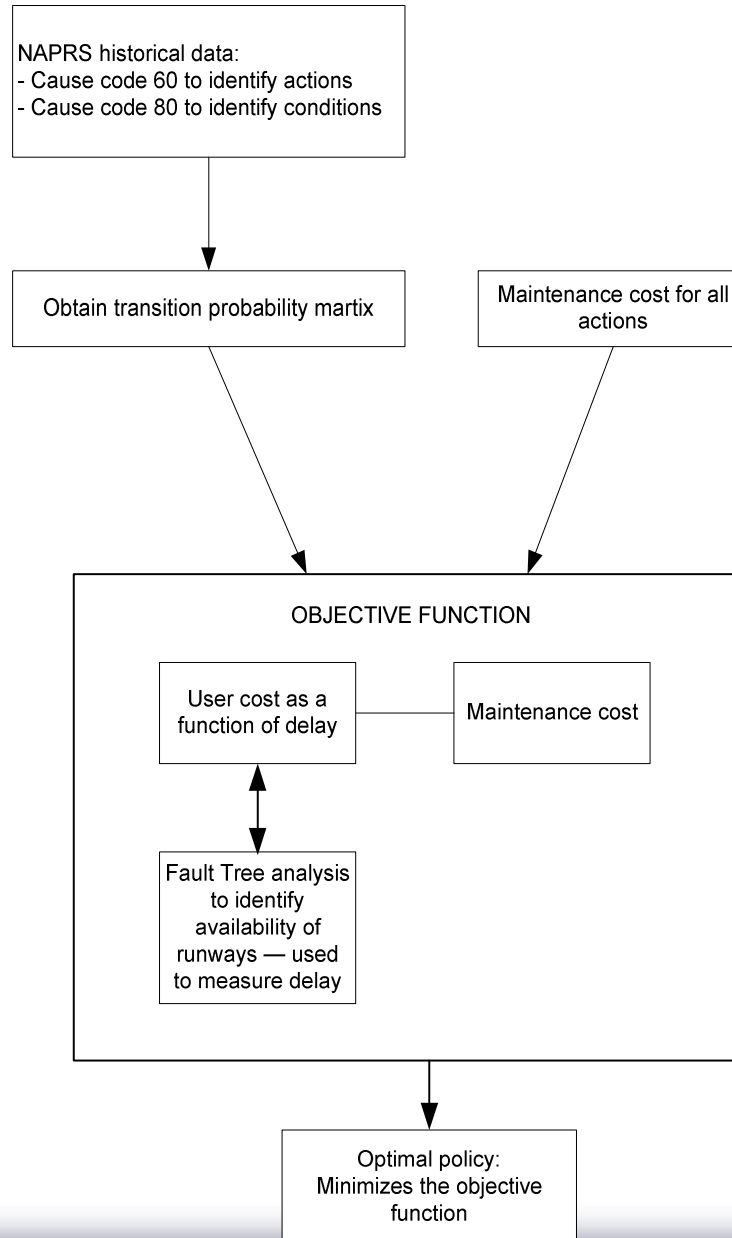 NAPRS historical data:
- Cause code 60 to identify actions
- Cause code 80 to identify conditions
Obtain transition probability martix
Maintenance cost for all
actions
OBJECTIVE FUNCTION
User cost as a
function of delay
Maintenance cost
Fault Tree analysis
to identify
availability of
runways — used
to measure delay
Optimal policy:
Minimizes the objective
function